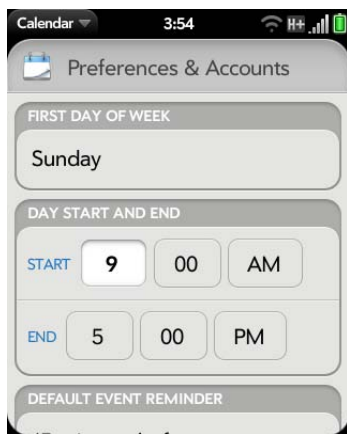 Calendar 3:54 H+
Preferences & Accounts
FIRST DAY OF WEEK
Sunday
DAY START AND END
START 9 00 AM
END 5 00 PM
DEFAULT EVENT REMINDER